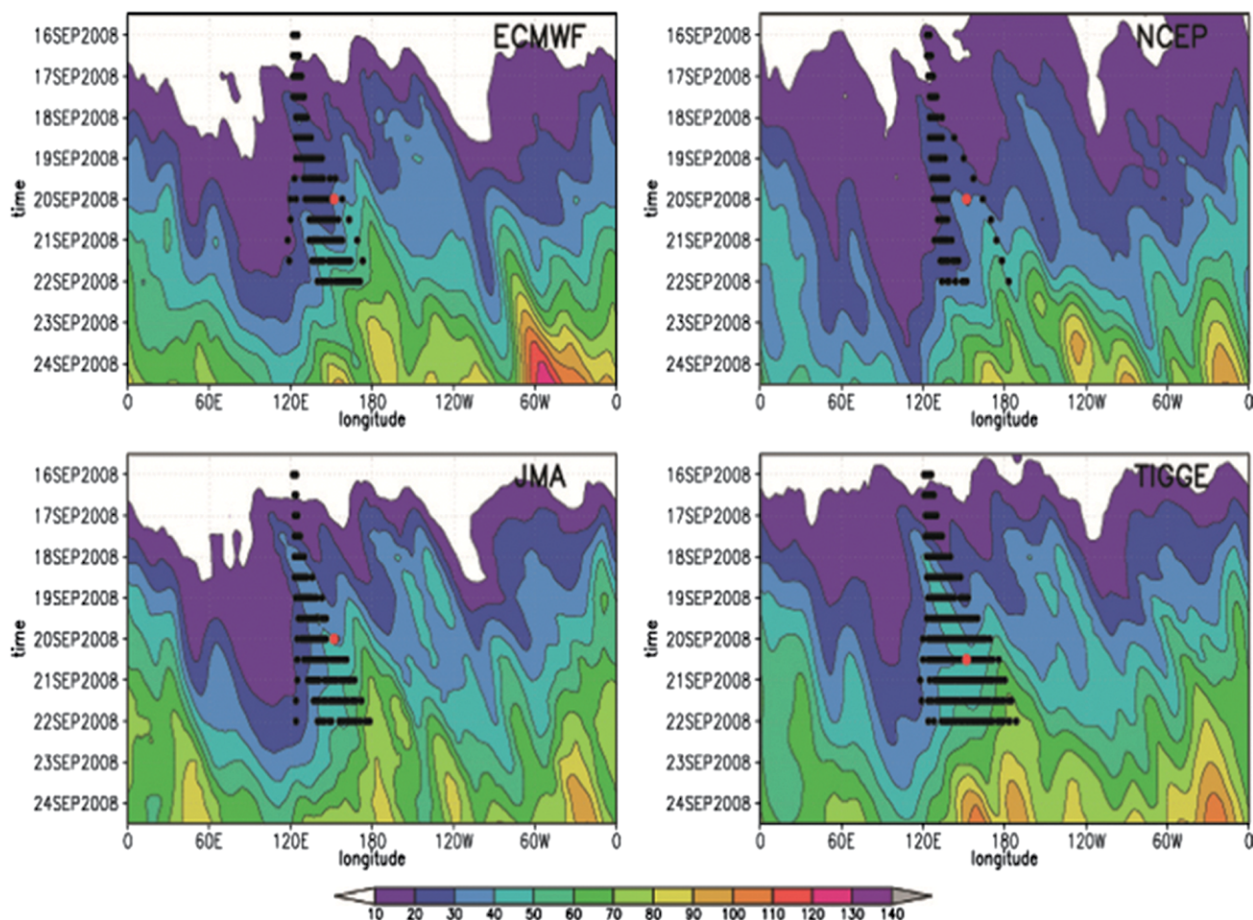 ECMWF
16SEP2008
17SEP2008
18SEP2008
19SEP2008
20SEP2008
21SEP2008
22SEP2008
23SEP2008
24SEP2008
time
0 60E 120E 180 120W 60W 0
longitude
NCEP
16SEP2008
17SEP2008
18SEP2008
19SEP2008
20SEP2008
21SEP2008
22SEP2008
23SEP2008
24SEP2008
time
0 60E 120E 180 120W 60W 0
longitude
JMA
16SEP2008
17SEP2008
18SEP2008
19SEP2008
20SEP2008
21SEP2008
22SEP2008
23SEP2008
24SEP2008
time
0 60E 120E 180 120W 60W 0
longitude
TIGGE
16SEP2008
17SEP2008
18SEP2008
19SEP2008
20SEP2008
21SEP2008
22SEP2008
23SEP2008
24SEP2008
time
0 60E 120E 180 120W 60W 0
longitude
10 20 30 40 50 60 70 80 90 100 110 120 130 140